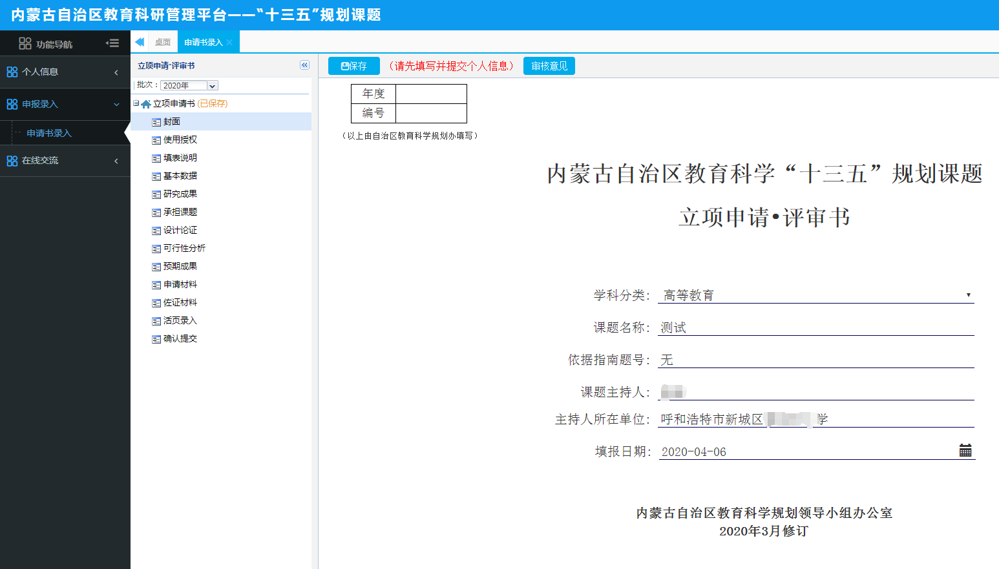 内蒙古自治区教育科研管理平台——“十三五”规划课题
功能导航
个人信息
申报录入
申请书录入
在线交流
桌面
申请书录入
立项申请·评审书
批次：2020年
立项申请书 (已保存)
封面
使用授权
填表说明
基本数据
研究成果
承担课题
设计论证
可行性分析
预期成果
申请材料
佐证材料
活页录入
确认提交
保存 （请先填写并提交个人信息） 审核意见
年度
编号
（以上由自治区教育科学规划办填写）
内蒙古自治区教育科学“十三五”规划课题
立项申请•评审书
学科分类：高等教育
课题名称：测试
依据指南题号：无
课题主持人：
主持人所在单位：呼和浩特市新城区 学
填报日期：2020-04-06
内蒙古自治区教育科学规划领导小组办公室
2020年3月修订